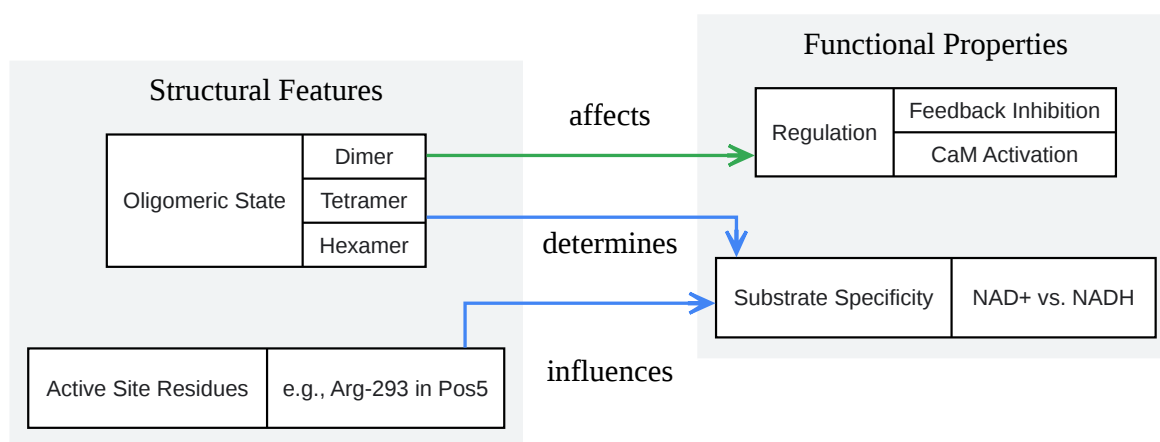 Functional Properties
Structural Features
affects
Regulation
Feedback Inhibition
CaM Activation
Oligomeric State
Dimer
Tetramer
Hexamer
determines
Substrate Specificity
NAD+ vs. NADH
influences
Active Site Residues
e.g., Arg-293 in Pos5